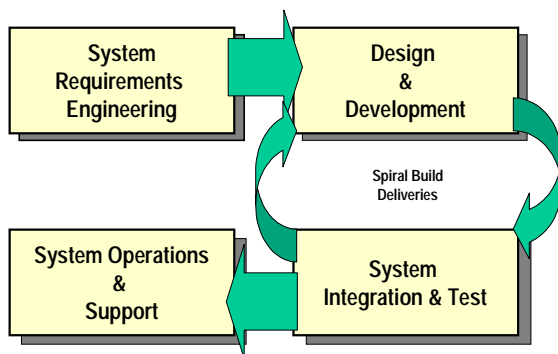 System
Requirements
Engineering
Design
&
Development
Spiral Build
Deliveries
System Operations
&
Support
System
Integration & Test